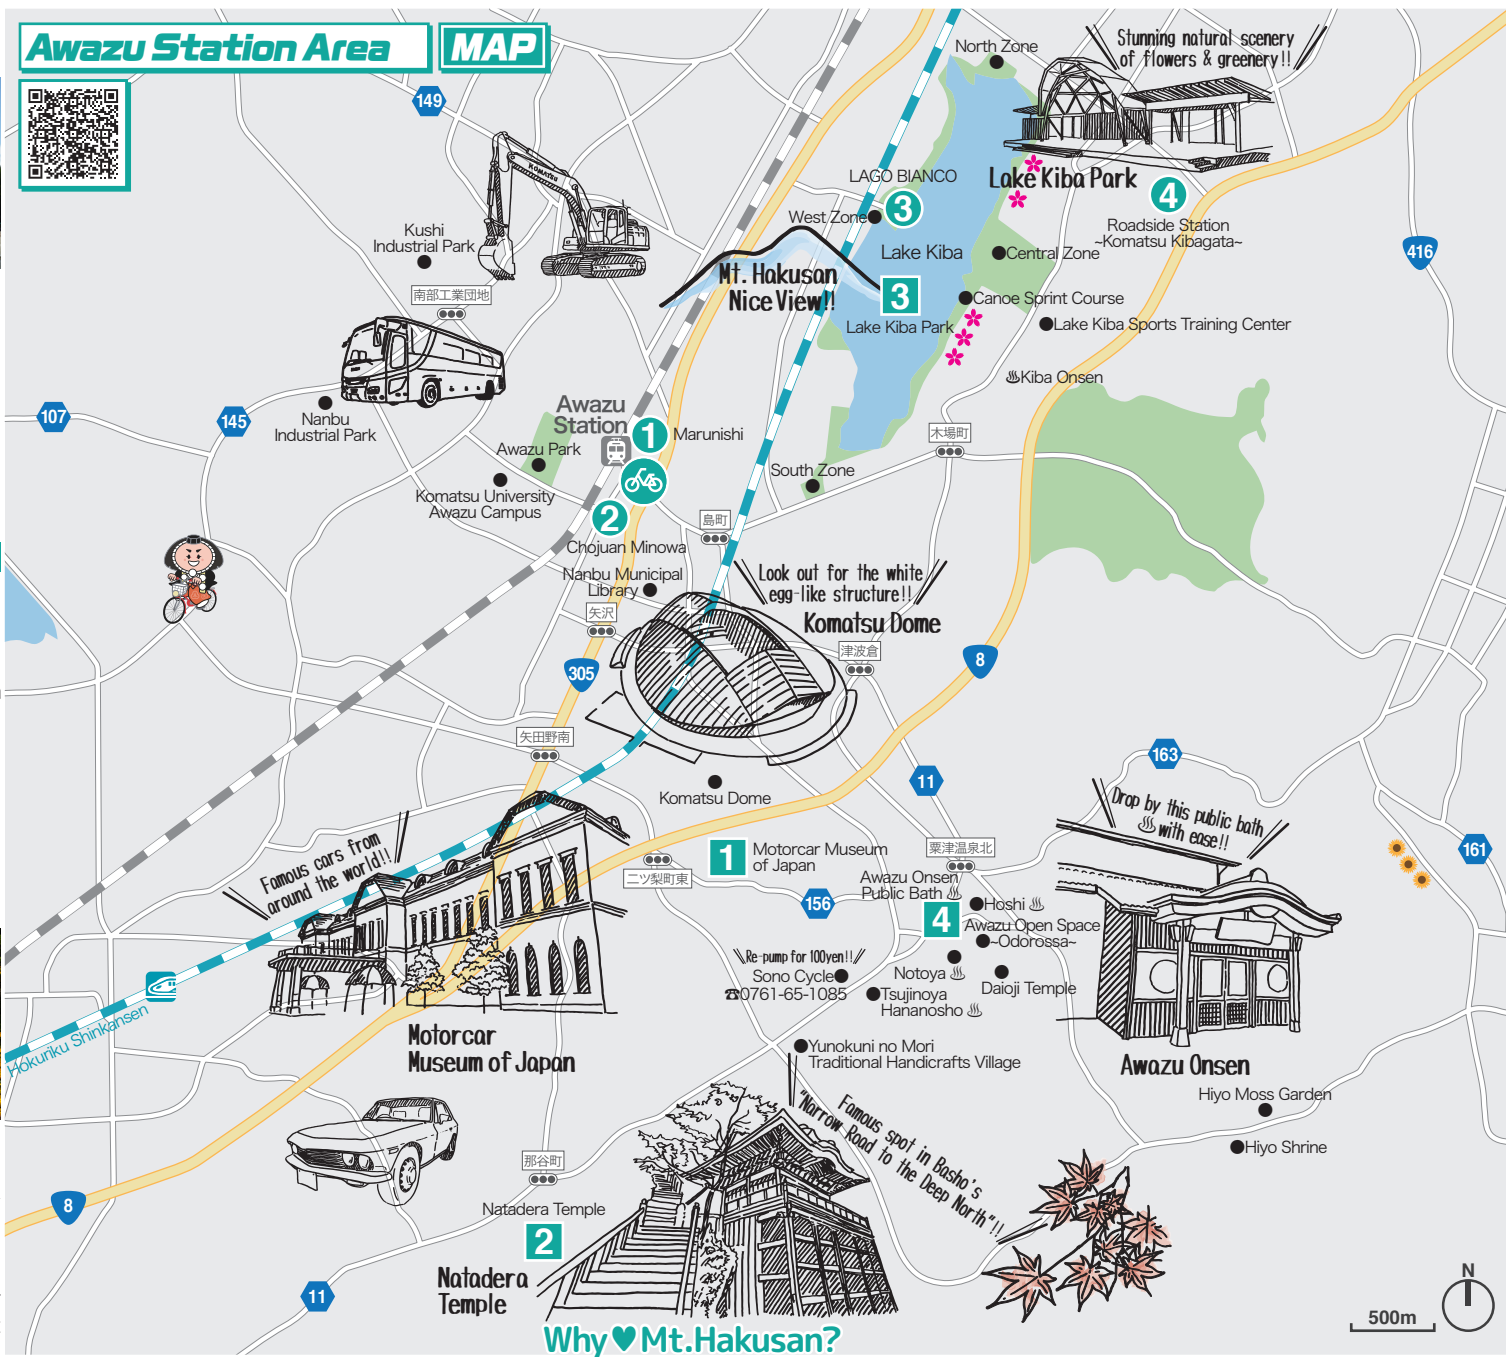 Awazu Station Area MAP
149
North Zone
Stunning natural scenery
of flowers & greenery!!
KOMATSU
LAGO BIANCO
Lake Kiba Park
West Zone
3
4
Roadside Station
~Komatsu Kibagata~
Kushi
Industrial Park
416
Lake Kiba
Central Zone
Mt. Hakusan
Nice View!!
3
Canoe Sprint Course
南部工業団地
Lake Kiba Park
Lake Kiba Sports Training Center
♨Kiba Onsen
107
145
Nanbu
Industrial Park
Awazu
Station
1
Marunishi
木場町
Awazu Park
South Zone
Komatsu University
Awazu Campus
2
島町
Chojuan Minowa
Nanbu Municipal
Library
Look out for the white
egg-like structure!!
Komatsu Dome
矢沢
津波倉
8
305
矢田野南
163
11
Komatsu Dome
Drop by this public bath
♨with ease!!
161
Famous cars from
around the world!!
1
Motorcar Museum
of Japan
粟津温泉北
二ツ梨町東
156
Awazu Onsen
Public Bath ♨
4
Hoshi ♨
Awazu Open Space
~Odorossa~
Re-pump for 100yen!!
Sono Cycle
☎0761-65-1085
Notoya ♨
Daioji Temple
Tsujinoya
Hananosho ♨
Hokuriku Shinkansen
Motorcar
Museum of Japan
Yunokuni no Mori
Traditional Handicrafts Village
Awazu Onsen
Hiyo Moss Garden
Hiyo Shrine
Famous spot in Basho's
"Narrow Road to the Deep North"!!
那谷町
8
Natadera Temple
2
Natadera
Temple
11
N
500m
Why♥Mt.Hakusan?